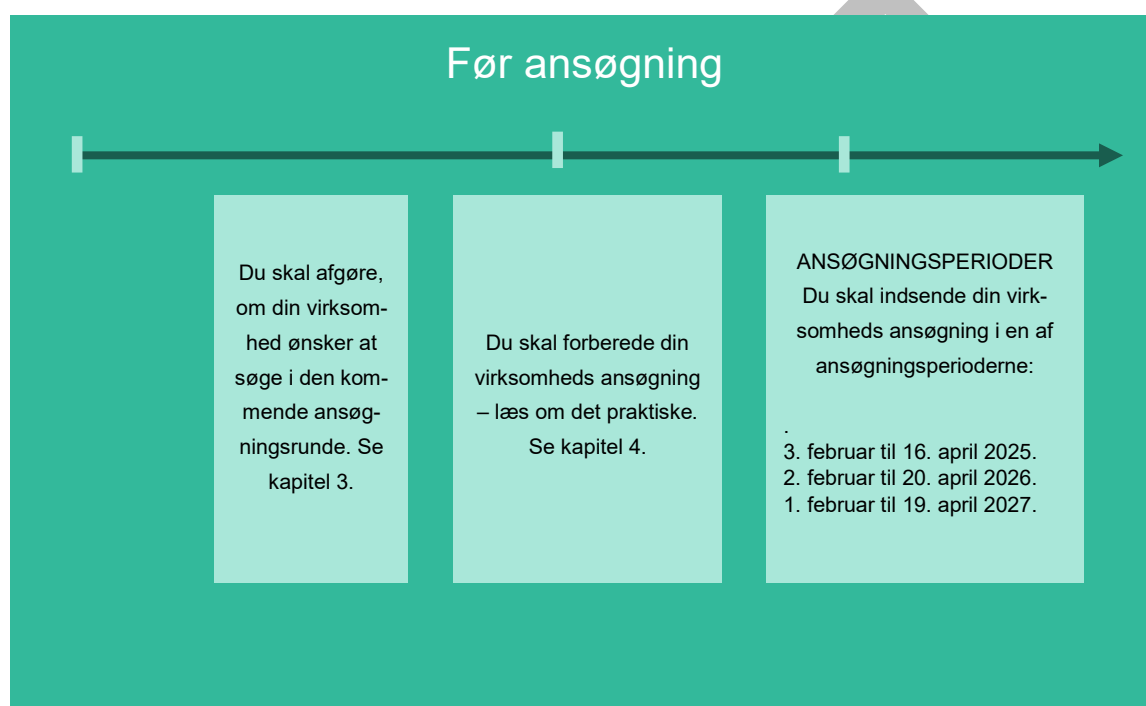 Før ansøgning
Du skal afgøre,
om din virksom-
hed ønsker at
søge i den kom-
mende ansøg-
ningsrunde. Se
kapitel 3.
Du skal forberede din
virksomheds ansøgning
– læs om det praktiske.
Se kapitel 4.
ANSØGNINGSPERIODER
Du skal indsende din virk-
somheds ansøgning i en af
ansøgningsperioderne:
.
3. februar til 16. april 2025.
2. februar til 20. april 2026.
1. februar til 19. april 2027.